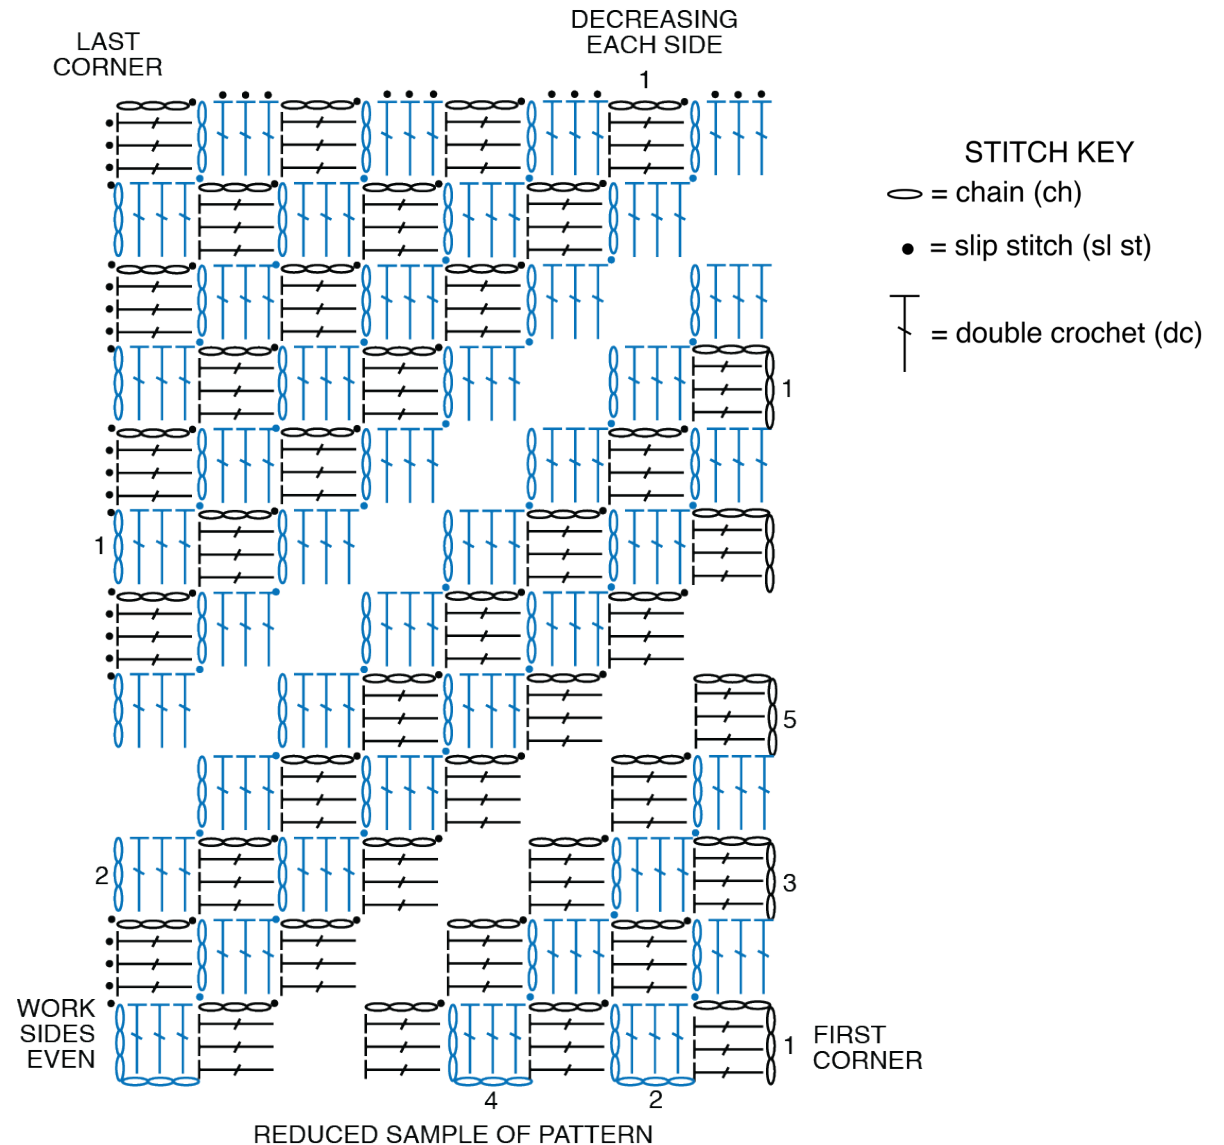 DECREASING
EACH SIDE
LAST
CORNER
1
STITCH KEY
= chain (ch)
= slip stitch (sl st)
= double crochet (dc)
1
1
5
2
3
WORK
SIDES
EVEN
1
FIRST
CORNER
4
2
REDUCED SAMPLE OF PATTERN